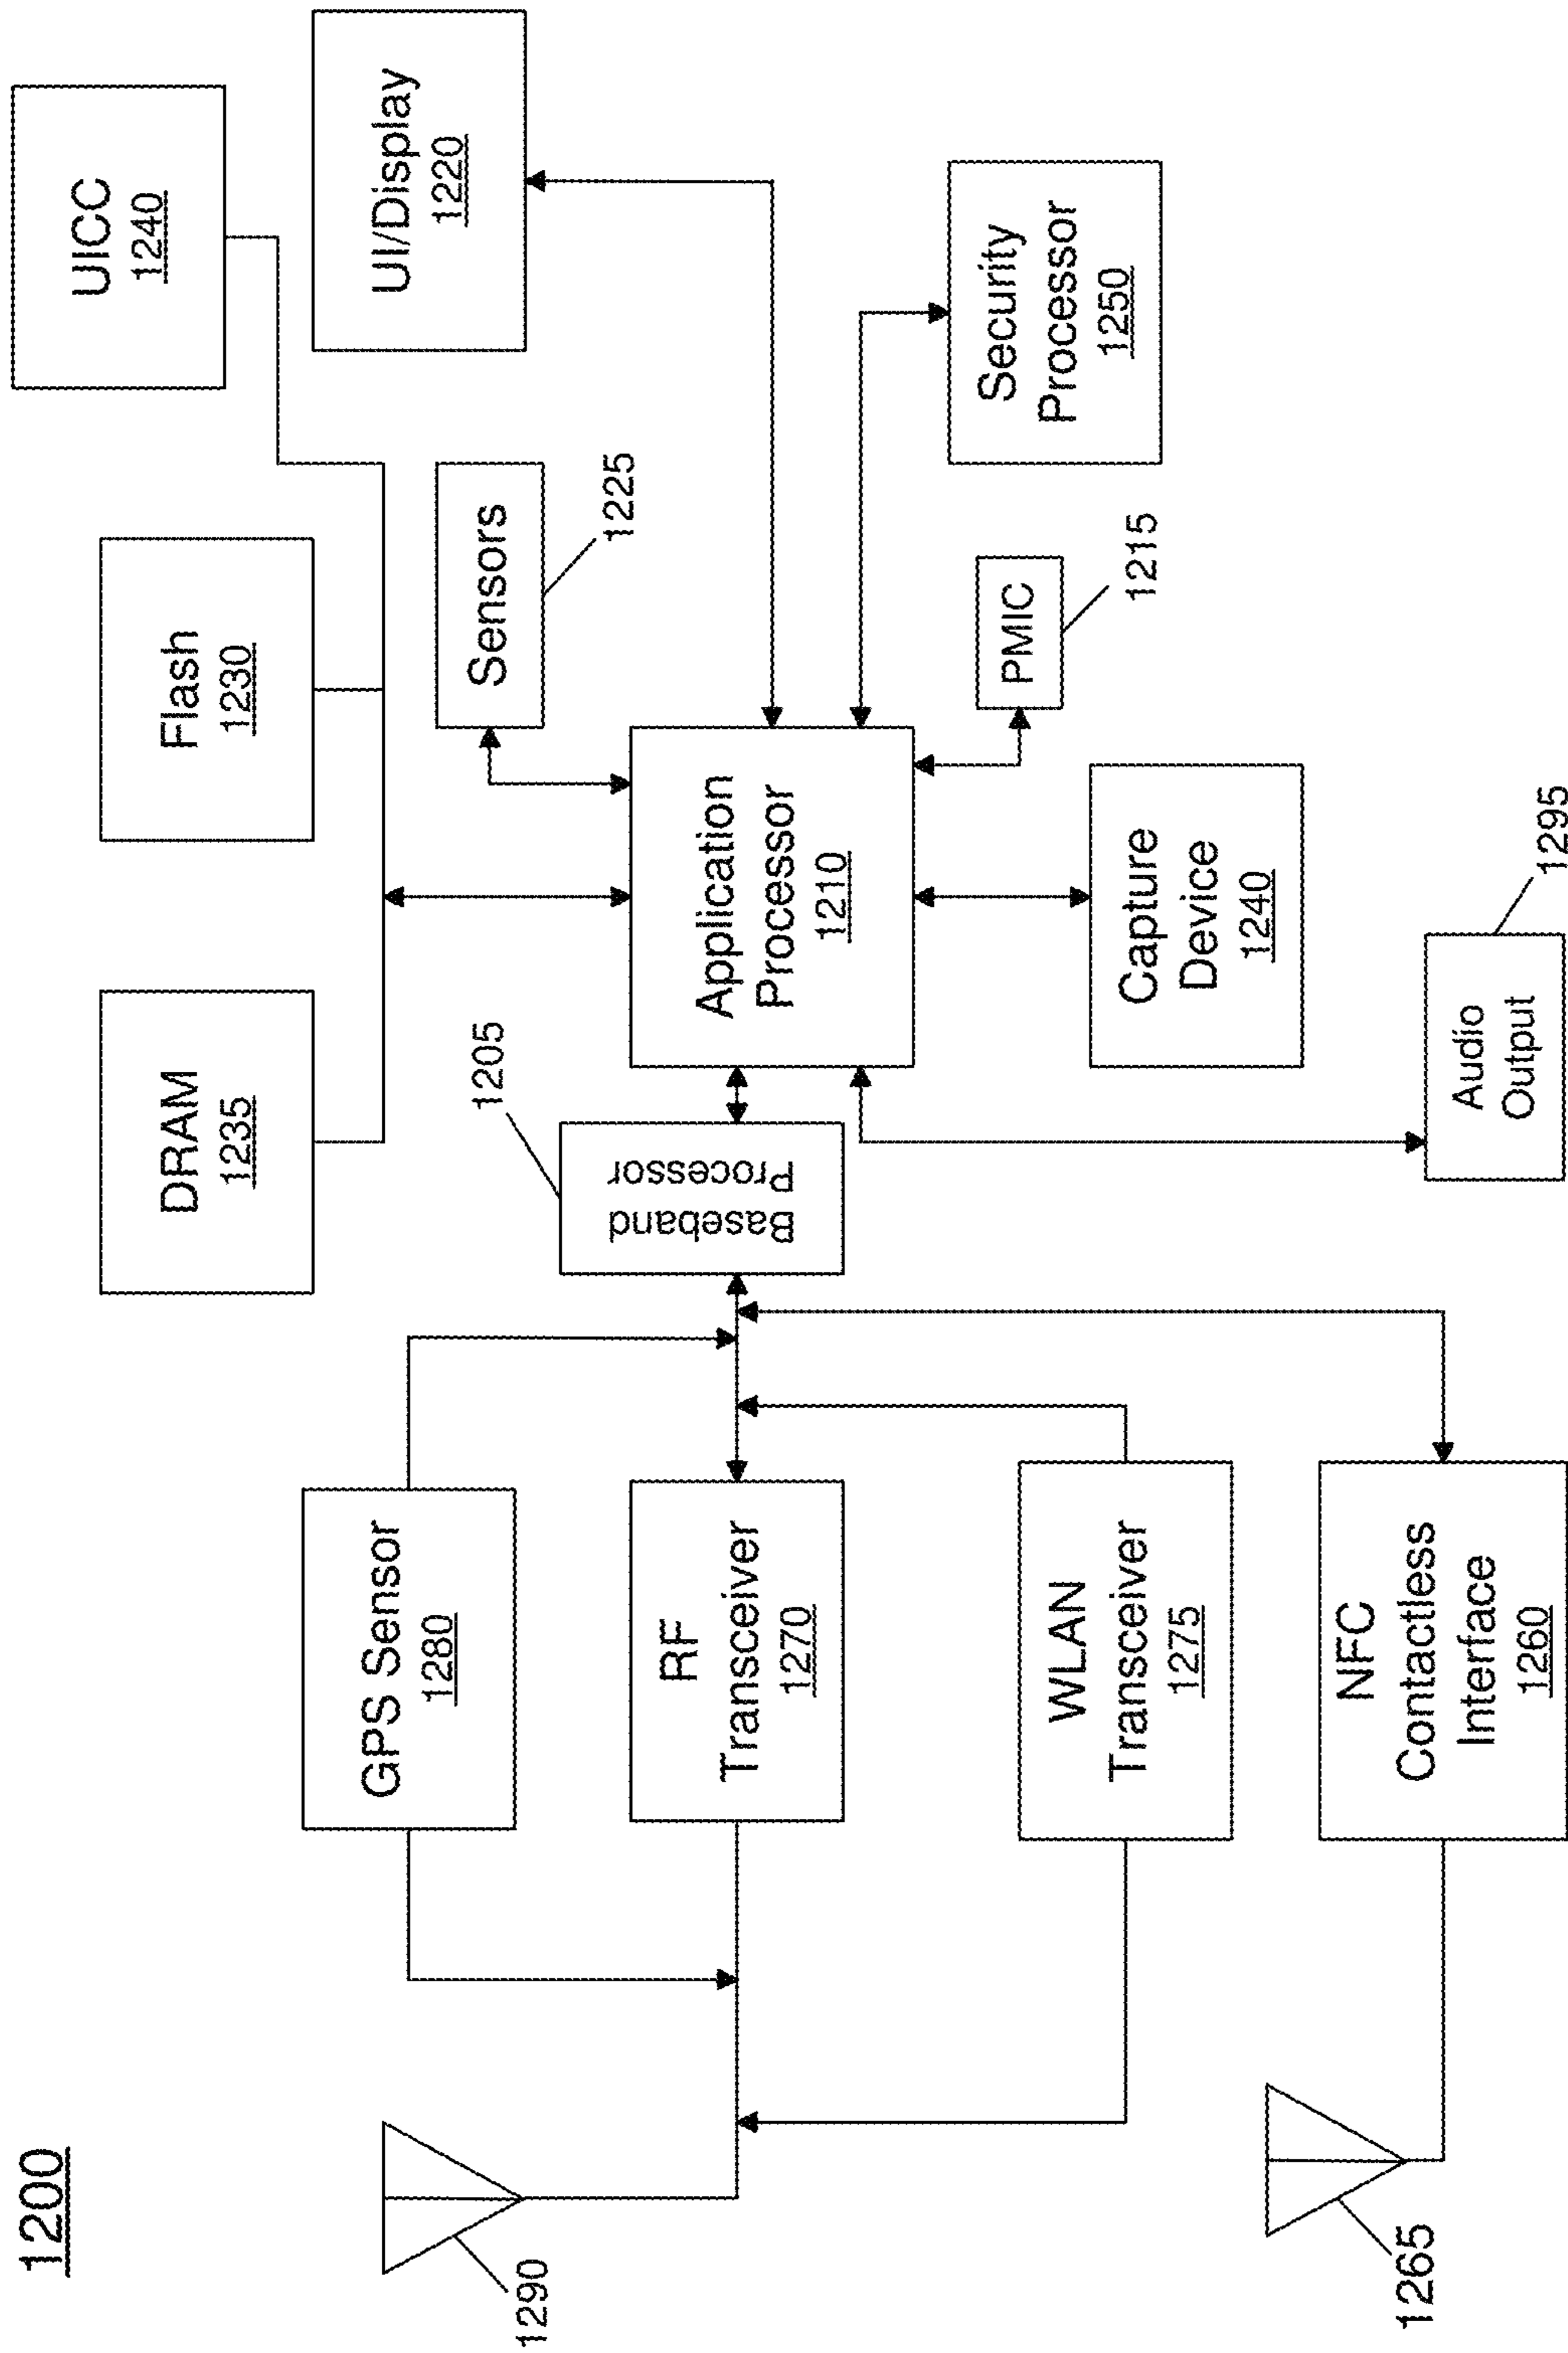 1200
UICC
1240
Flash
1230
DRAM
1235
UI/Display
1220
Sensors
1225
GPS Sensor
1280
1290
1205
Baseband
Processor
Application
Processor
1210
RF
Transceiver
1270
Security
Processor
1250
PMIC
1215
WLAN
Transceiver
1275
Capture
Device
1240
NFC
Contactless
Interface
1260
1265
Audio
Output
1295